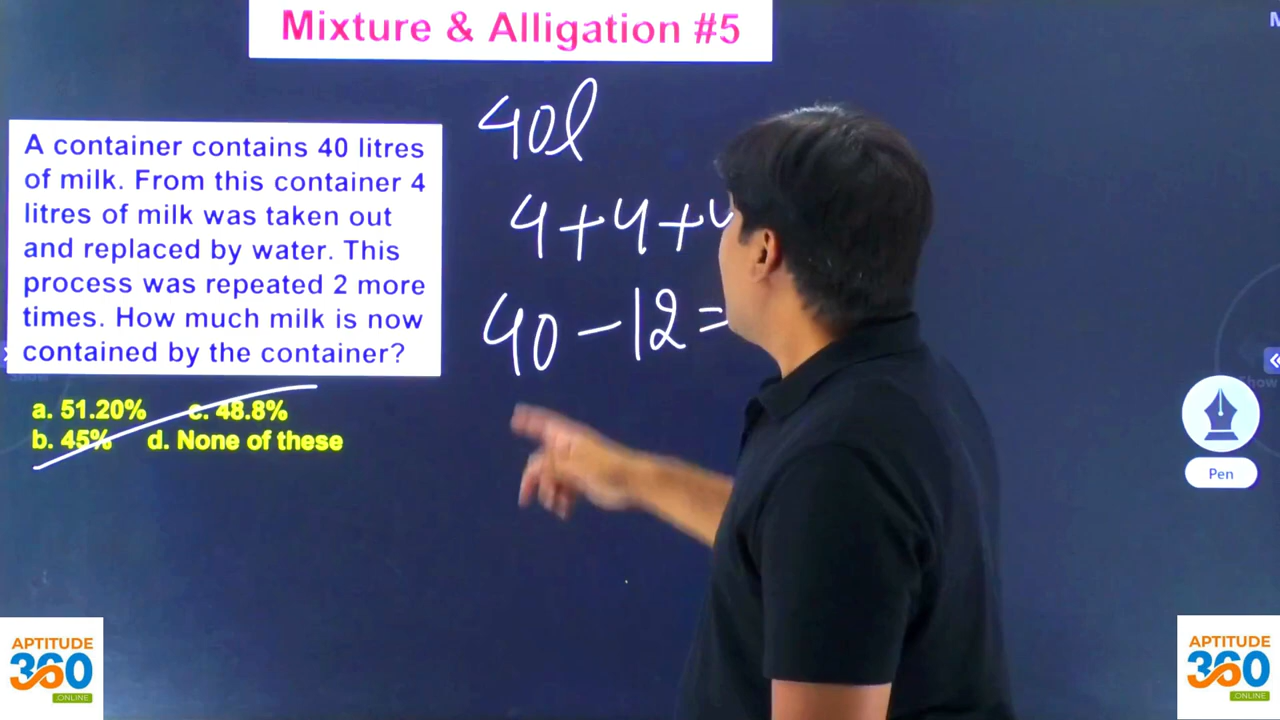 Mixture & Alligation #5
A container contains 40 litres
of milk. From this container 4
litres of milk was taken out
and replaced by water. This
process was repeated 2 more
times. How much milk is now
contained by the container?
a. 51.20% c. 48.8%
b. 45% d. None of these
40l
4+4+4
40-12=
Pen
Show
APTITUDE
360
.ONLINE
APTITUDE
360
.ONLINE